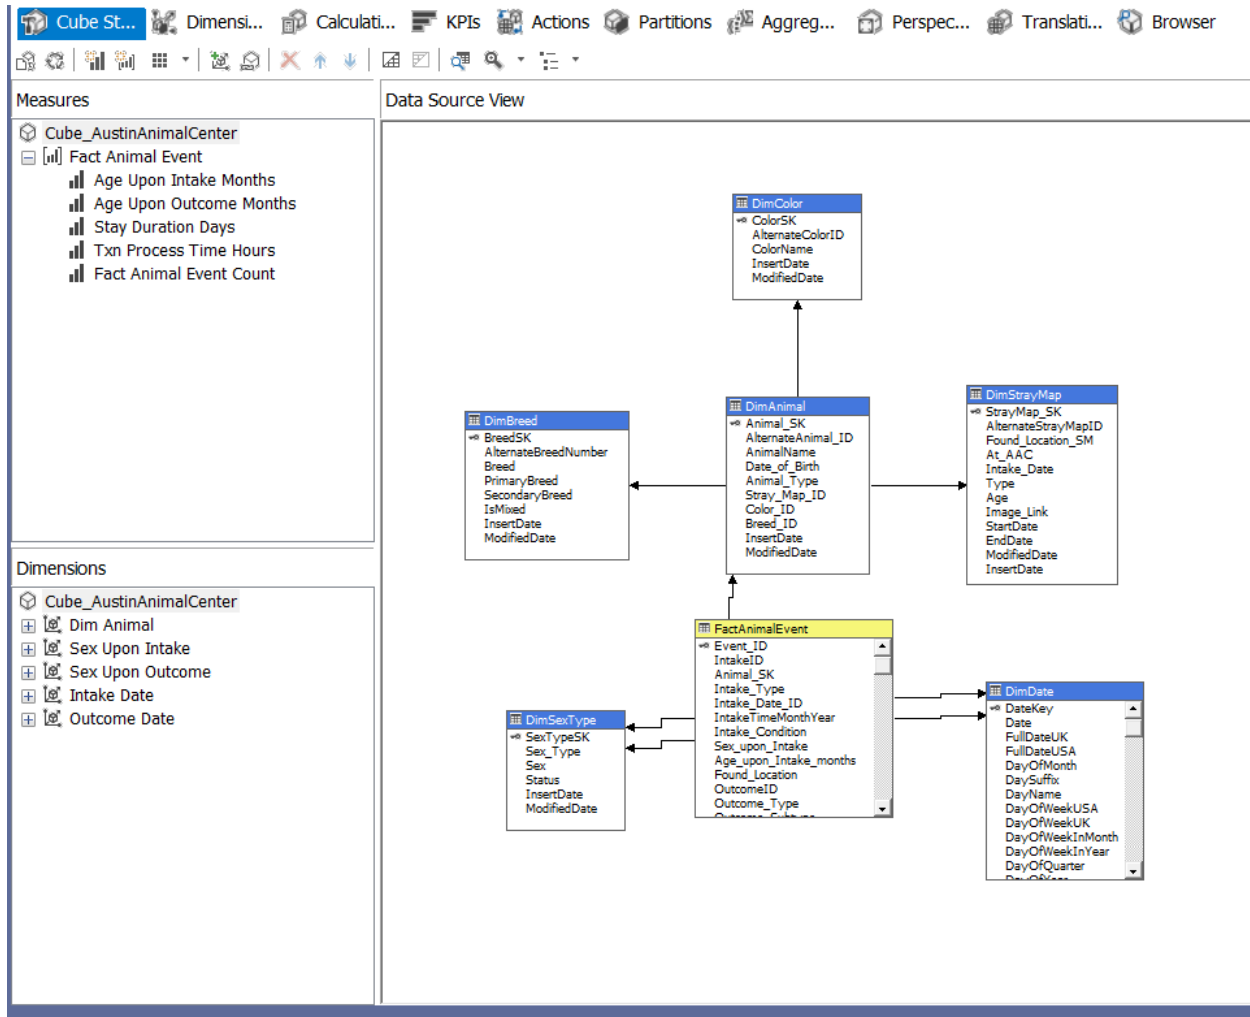 Cube St... Dimensi... Calculati... KPIs Actions Partitions Aggreg... Perspec... Translati... Browser
Measures
Cube_AustinAnimalCenter
Fact Animal Event
Age Upon Intake Months
Age Upon Outcome Months
Stay Duration Days
Txn Process Time Hours
Fact Animal Event Count
Dimensions
Cube_AustinAnimalCenter
Dim Animal
Sex Upon Intake
Sex Upon Outcome
Intake Date
Outcome Date
Data Source View
DimColor
ColorSK
AlternateColorID
ColorName
InsertDate
ModifiedDate
DimBreed
BreedSK
AlternateBreedNumber
Breed
PrimaryBreed
SecondaryBreed
IsMixed
InsertDate
ModifiedDate
DimAnimal
Animal_SK
AlternateAnimal_ID
AnimalName
Date_of_Birth
Animal_Type
Stray_Map_ID
Color_ID
Breed_ID
InsertDate
ModifiedDate
DimStrayMap
StrayMap_SK
AlternateStrayMapID
Found_Location_SM
At_AAC
Intake_Date
Type
Age
Image_Link
StartDate
EndDate
ModifiedDate
InsertDate
FactAnimalEvent
Event_ID
IntakeID
Animal_SK
Intake_Type
Intake_Date_ID
IntakeTimeMonthYear
Intake_Condition
Sex_upon_Intake
Age_upon_Intake_months
Found_Location
OutcomeID
Outcome_Type
Outcome_Subtype
DimSexType
SexTypeSK
Sex_Type
Sex
Status
InsertDate
ModifiedDate
DimDate
DateKey
Date
FullDateUK
FullDateUSA
DayOfMonth
DaySuffix
DayName
DayOfWeekUSA
DayOfWeekUK
DayOfWeekInMonth
DayOfWeekInYear
DayOfQuarter
DayOfYear